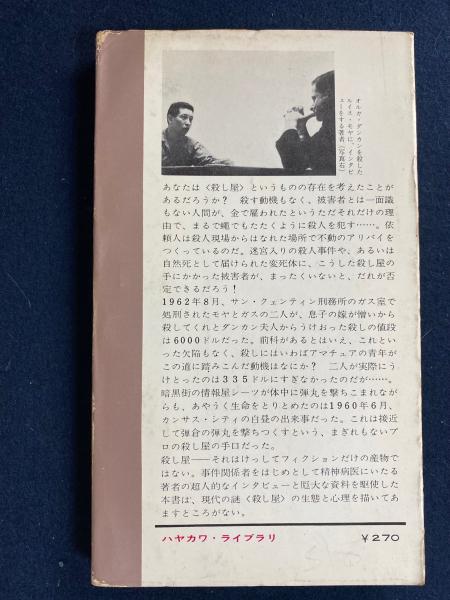 オルガ・ダンカンを殺した
ルイス・モヤに、インタビ
ューをする著者（写真右）
あなたは〈殺し屋〉というものの存在を考えたことが
あるだろうか？　殺す動機もなく、被害者とは一面識
もない人間が、金で雇われたというただそれだけの理
由で、まるで蠅でもたたくように殺人を犯す……。依
頼人は殺人現場からはなれた場所で不動のアリバイを
つくっているのだ。迷宮入りの殺人事件や、あるいは
自然死として届けられた変死体に、こうした殺し屋の
手にかかった被害者が、まったくいないと、だれが否
定できるだろう！
1962年8月、サン・クェンティン刑務所のガス室で
処刑されたモヤとガスの二人が、息子の嫁が憎いから
殺してくれとダンカン夫人からうけおった殺しの値段
は6000ドルだった。前科があるとはいえ、これとい
った欠陥もなく、殺しにはいわばアマチュアの青年が
この道に踏みこんだ動機はなにか？　二人が実際にう
けとったのは335ドルにすぎなかったのだが……。
暗黒街の情報屋シーツが体中に弾丸を撃ちこまれなが
らも、あやうく生命をとりとめたのは1960年6月、
カンサス・シティの白昼の出来事だった。これは接近
して弾倉の弾丸を撃ちつくすという、まぎれもないプ
ロの殺し屋の手口だった。
殺し屋――それはけっしてフィクションだけの産物で
はない。事件関係者をはじめとして精神病医にいたる
著者の超人的なインタビューと厖大な資料を駆使した
本書は、現代の謎〈殺し屋〉の生態と心理を描いてあ
ますところがない。
ハヤカワ・ライブラリ
￥270